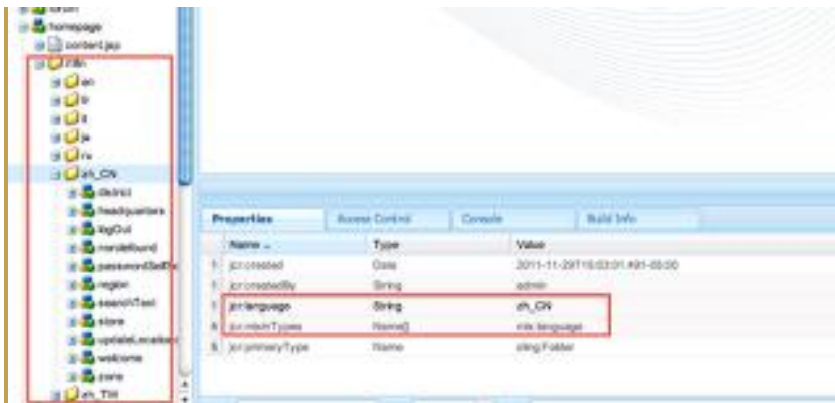 homepage
content.jsp
i18n
en
fr
it
ja
zh_CN
district
headquarters
logOut
nonidefound
region
searchText
store
welcome
zone
zh_TW
Properties
Access Control
Console
Build Info
Name
Type
Value
jcr:created
Date
jcr:createdBy
String
admin
jcr:language
String
zh_CN
jcr:mixinTypes
Name[]
mix:language
jcr:primaryType
Name
sling:Folder